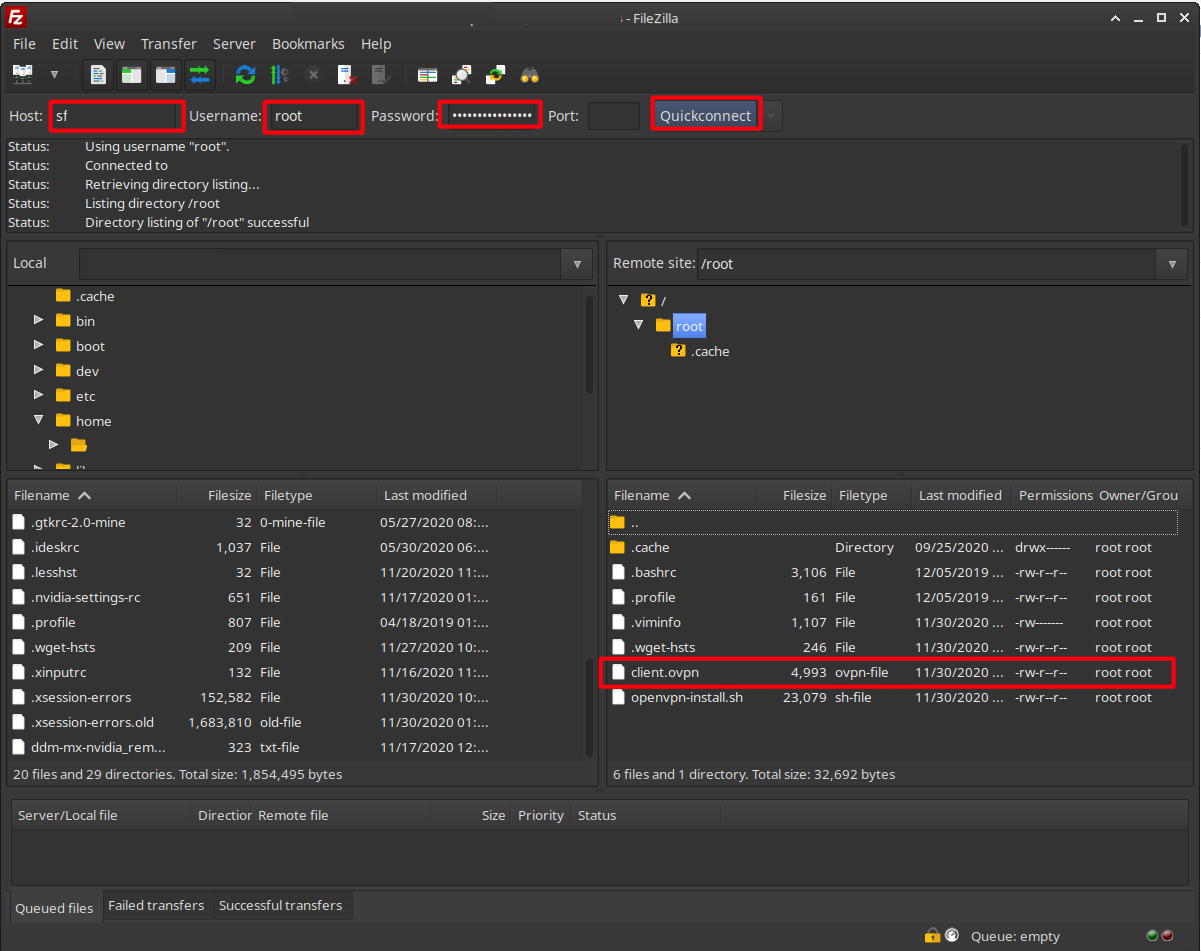 - FileZilla
File Edit View Transfer Server Bookmarks Help
Host: sf Username: root Password: •••••••••••••••• Port: Quickconnect
Status: Using username "root".
Status: Connected to
Status: Retrieving directory listing...
Status: Listing directory /root
Status: Directory listing of "/root" successful
Local
.cache
bin
boot
dev
etc
home
Remote site: /root
/
root
.cache
Filename Filesize Filetype Last modified
.gtkrc-2.0-mine 32 0-mine-file 05/27/2020 08:...
.ideskrc 1,037 File 05/30/2020 06:...
.lesshst 32 File 11/20/2020 11:...
.nvidia-settings-rc 651 File 11/17/2020 01:...
.profile 807 File 04/18/2019 01:...
.wget-hsts 209 File 11/27/2020 10:...
.xinputrc 132 File 11/16/2020 11:...
.xsession-errors 152,582 File 11/30/2020 10:...
.xsession-errors.old 1,683,810 old-file 11/30/2020 01:...
ddm-mx-nvidia_rem... 323 txt-file 11/17/2020 12:...
20 files and 29 directories. Total size: 1,854,495 bytes
Filename Filesize Filetype Last modified Permissions Owner/Grou
..
.cache Directory 09/25/2020 ... drwx------ root root
.bashrc 3,106 File 12/05/2019 ... -rw-r--r-- root root
.profile 161 File 12/05/2019 ... -rw-r--r-- root root
.viminfo 1,107 File 11/30/2020 ... -rw------- root root
.wget-hsts 246 File 11/30/2020 ... -rw-r--r-- root root
client.ovpn 4,993 ovpn-file 11/30/2020 ... -rw-r--r-- root root
openvpn-install.sh 23,079 sh-file 11/30/2020 ... -rw-r--r-- root root
6 files and 1 directory. Total size: 32,692 bytes
Server/Local file Direction Remote file Size Priority Status
Queued files Failed transfers Successful transfers
Queue: empty